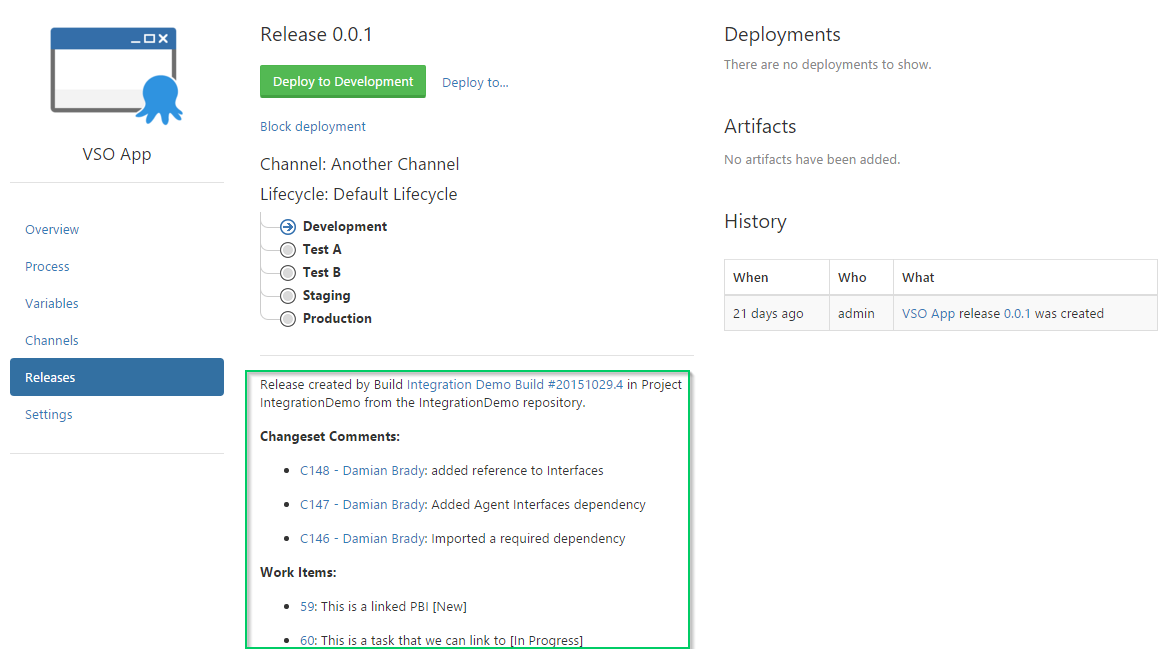 VSO App
Overview
Process
Variables
Channels
Releases
Settings
Release 0.0.1
Deploy to Development
Deploy to...
Block deployment
Channel: Another Channel
Lifecycle: Default Lifecycle
Development
Test A
Test B
Staging
Production
Release created by Build Integration Demo Build #20151029.4 in Project
IntegrationDemo from the IntegrationDemo repository.
Changeset Comments:
C148 - Damian Brady: added reference to Interfaces
C147 - Damian Brady: Added Agent Interfaces dependency
C146 - Damian Brady: Imported a required dependency
Work Items:
59: This is a linked PBI [New]
60: This is a task that we can link to [In Progress]
Deployments
There are no deployments to show.
Artifacts
No artifacts have been added.
History
When Who What
21 days ago admin VSO App release 0.0.1 was created